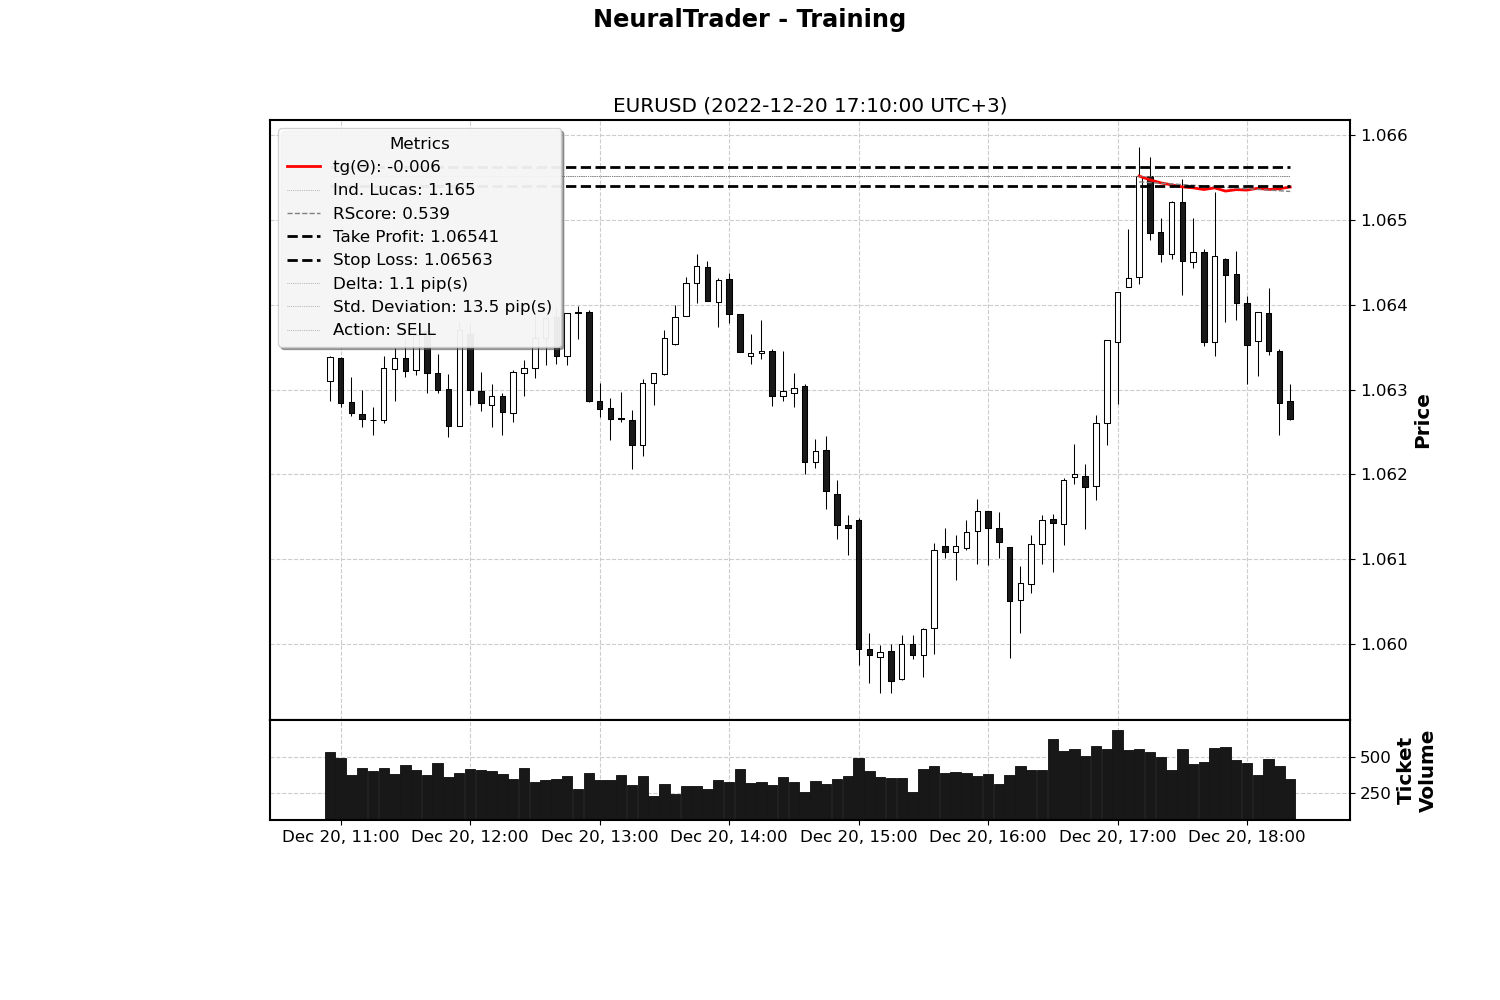 NeuralTrader - Training
EURUSD (2022-12-20 17:10:00 UTC+3)
Metrics
tg(Θ): -0.006
Ind. Lucas: 1.165
RScore: 0.539
Take Profit: 1.06541
Stop Loss: 1.06563
Delta: 1.1 pip(s)
Std. Deviation: 13.5 pip(s)
Action: SELL
1.066
1.065
1.064
1.063
1.062
1.061
1.060
Price
500
250
Ticket
Volume
Dec 20, 11:00 Dec 20, 12:00 Dec 20, 13:00 Dec 20, 14:00 Dec 20, 15:00 Dec 20, 16:00 Dec 20, 17:00 Dec 20, 18:00